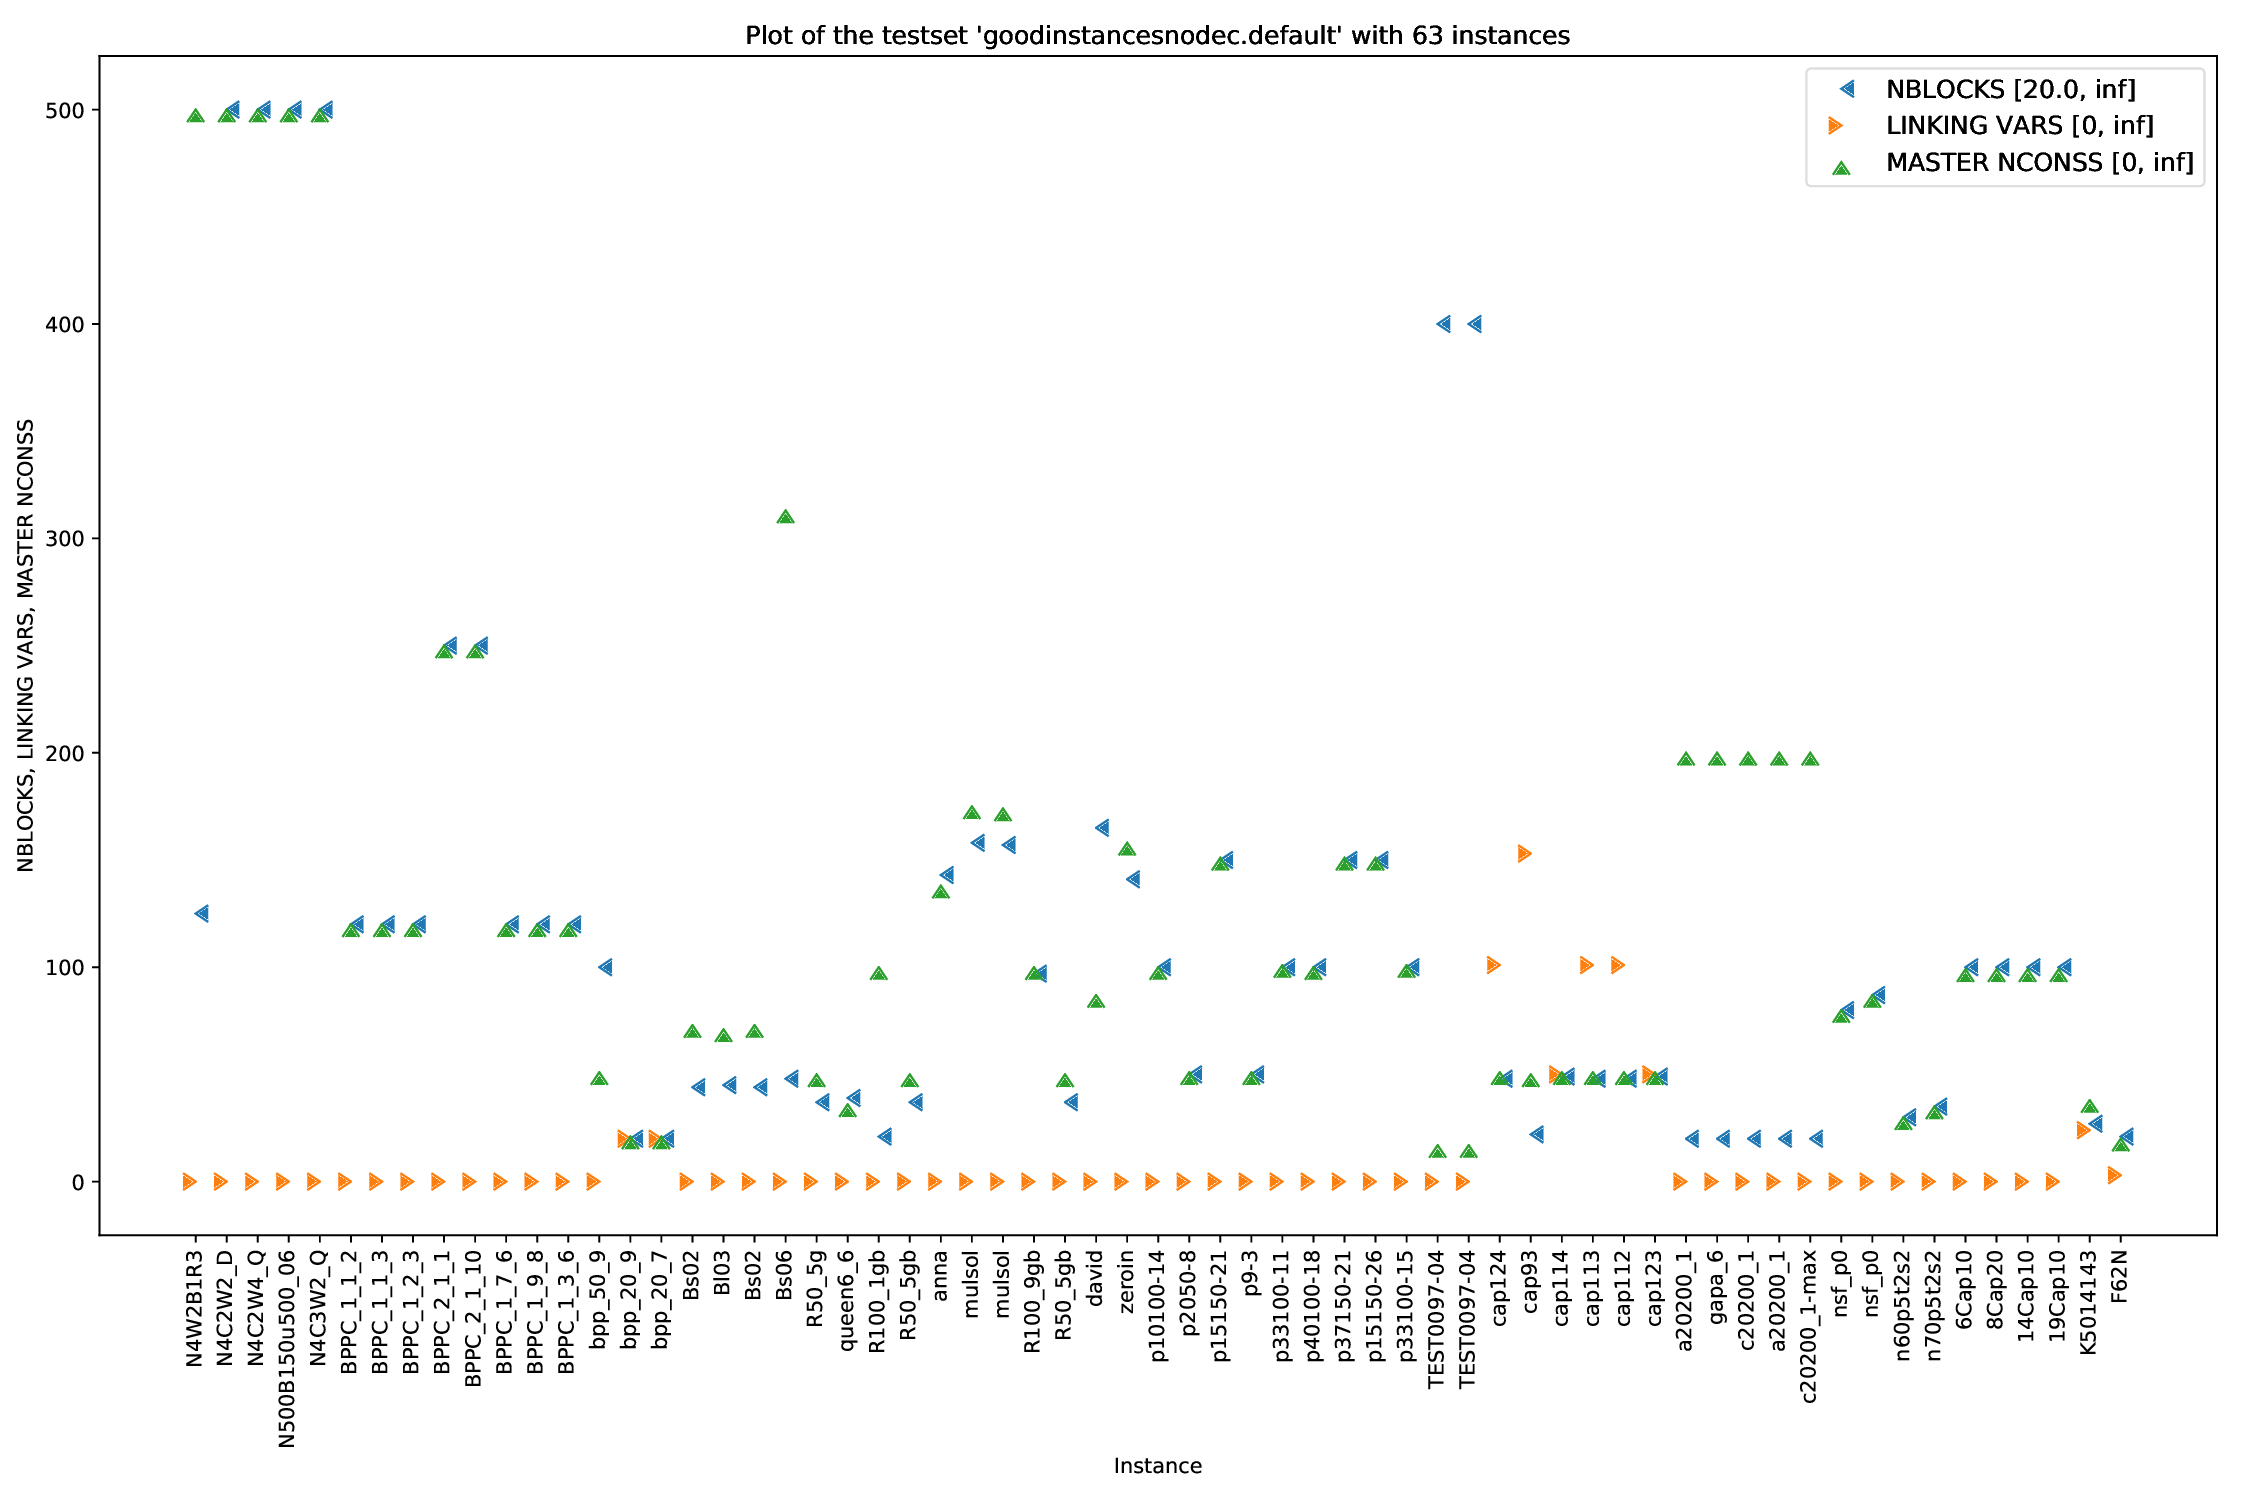 Plot of the testset 'goodinstancesnodec.default' with 63 instances
NBLOCKS [20.0, inf]
LINKING VARS [0, inf]
MASTER NCONSS [0, inf]
NBLOCKS, LINKING VARS, MASTER NCONSS
500
400
300
200
100
0
N4W2B1R3
N4C2W2_D
N4C2W4_Q
N500B150u500_06
N4C3W2_Q
BPPC_1_1_2
BPPC_1_1_3
BPPC_1_2_3
BPPC_2_1_1
BPPC_2_1_10
BPPC_1_7_6
BPPC_1_9_8
BPPC_1_3_6
bpp_50_9
bpp_20_9
bpp_20_7
Bs02
Bl03
Bs02
Bs06
R50_5g
queen6_6
R100_1gb
R50_5gb
anna
mulsol
mulsol
R100_9gb
R50_5gb
david
zeroin
p10100-14
p2050-8
p15150-21
p9-3
p33100-11
p40100-18
p37150-21
p15150-26
p33100-15
TEST0097-04
TEST0097-04
cap124
cap93
cap114
cap113
cap112
cap123
a20200_1
gapa_6
c20200_1
a20200_1
c20200_1-max
nsf_p0
nsf_p0
n60p5t2s2
n70p5t2s2
6Cap10
8Cap20
14Cap10
19Cap10
K5014143
F62N
Instance